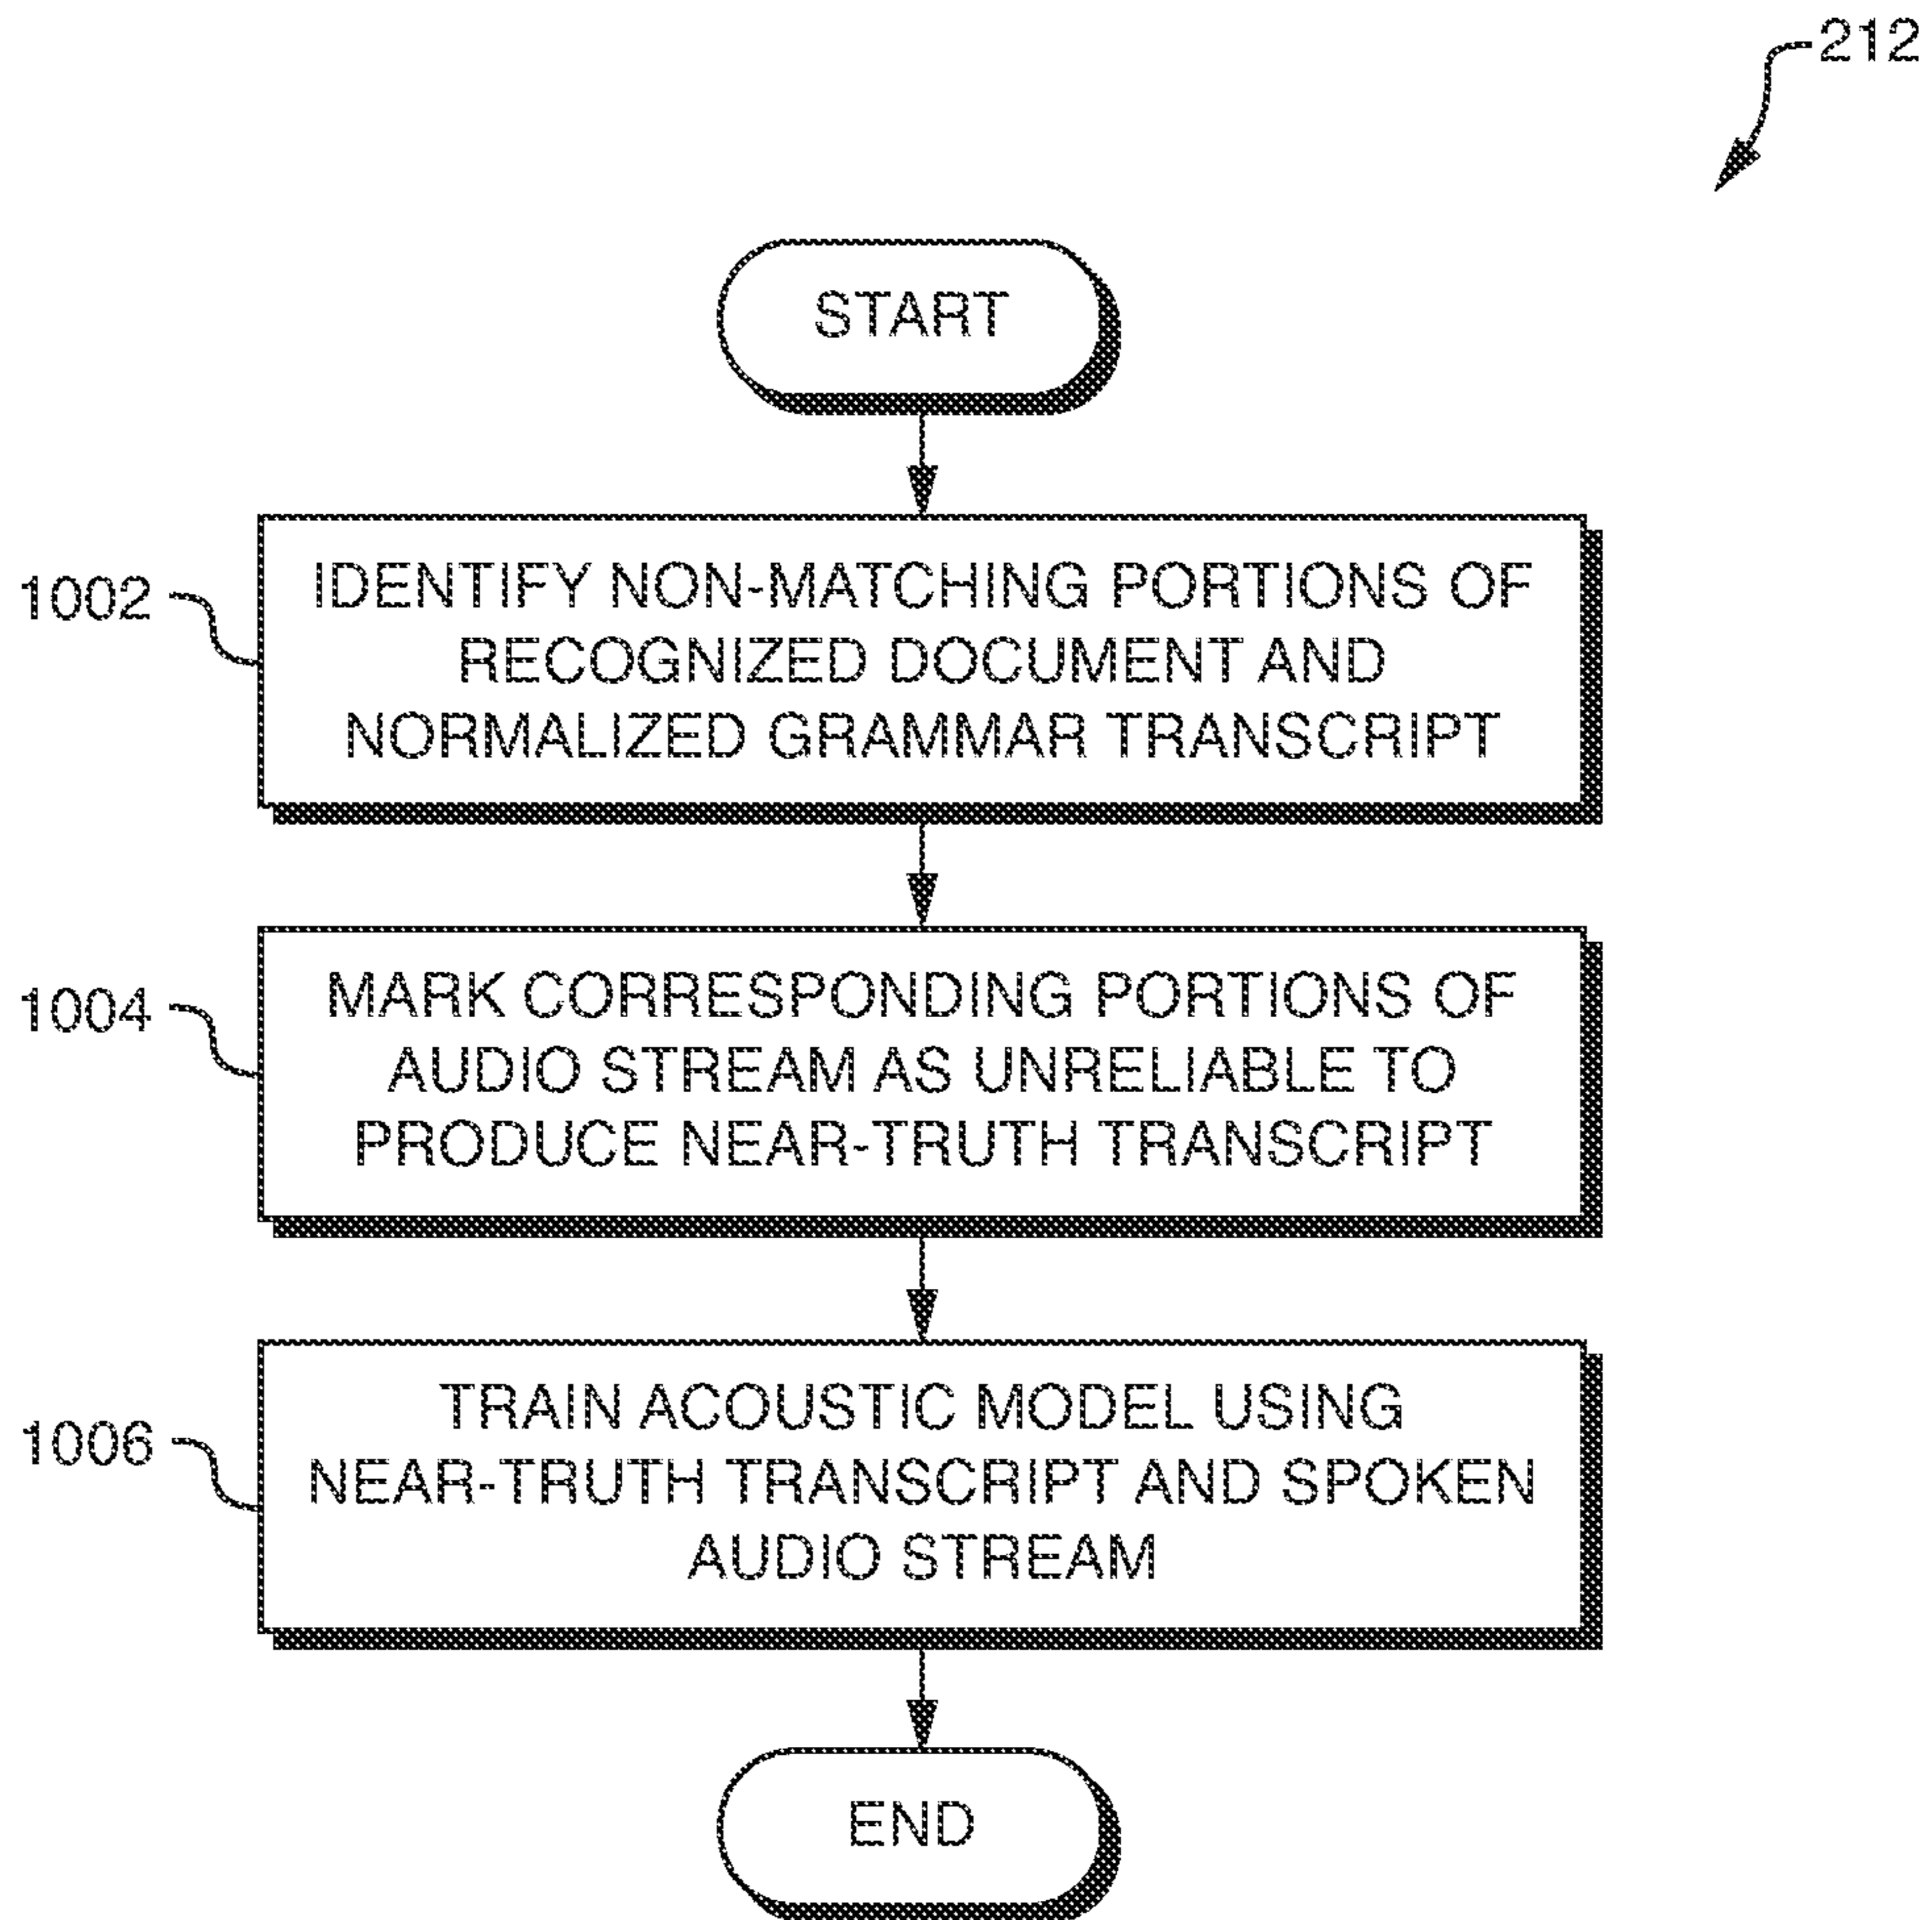 212
START
1002
IDENTIFY NON-MATCHING PORTIONS OF
RECOGNIZED DOCUMENT AND
NORMALIZED GRAMMAR TRANSCRIPT
1004
MARK CORRESPONDING PORTIONS OF
AUDIO STREAM AS UNRELIABLE TO
PRODUCE NEAR-TRUTH TRANSCRIPT
1006
TRAIN ACOUSTIC MODEL USING
NEAR-TRUTH TRANSCRIPT AND SPOKEN
AUDIO STREAM
END